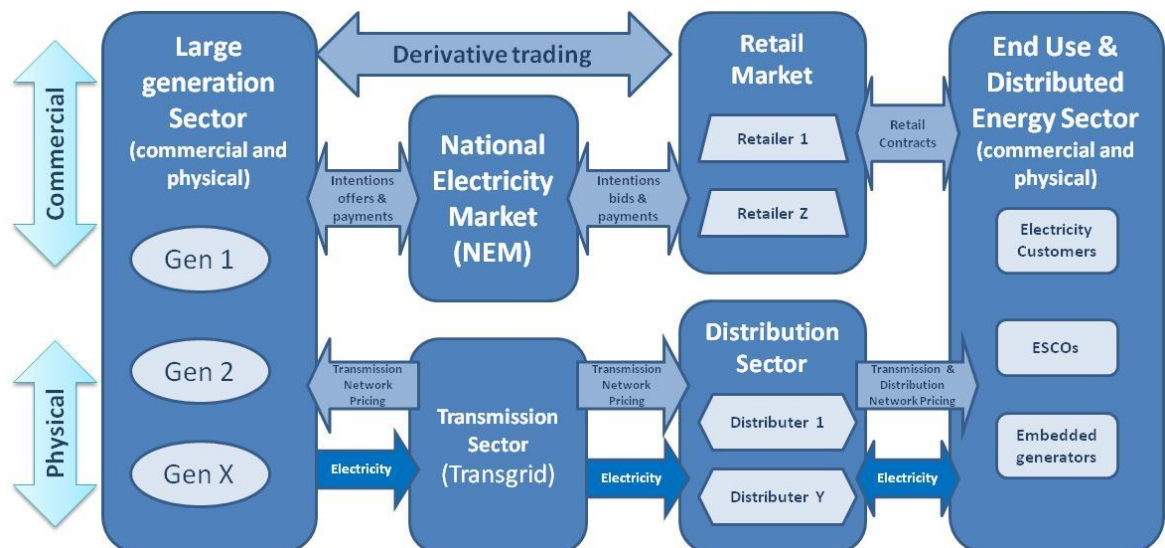 Commercial
Physical
Large
generation
Sector
(commercial and
physical)
Gen 1
Gen 2
Gen X
Derivative trading
Intentions
offers &
payments
National
Electricity
Market
(NEM)
Intentions
bids &
payments
Retail
Market
Retailer 1
Retailer Z
Retail
Contracts
End Use &
Distributed
Energy Sector
(commercial and
physical)
Electricity
Customers
ESCOs
Embedded
generators
Transmission
Network
Pricing
Electricity
Transmission
Sector
(Transgrid)
Transmission
Network
Pricing
Electricity
Distribution
Sector
Distributer 1
Distributer Y
Transmission &
Distribution
Network Pricing
Electricity